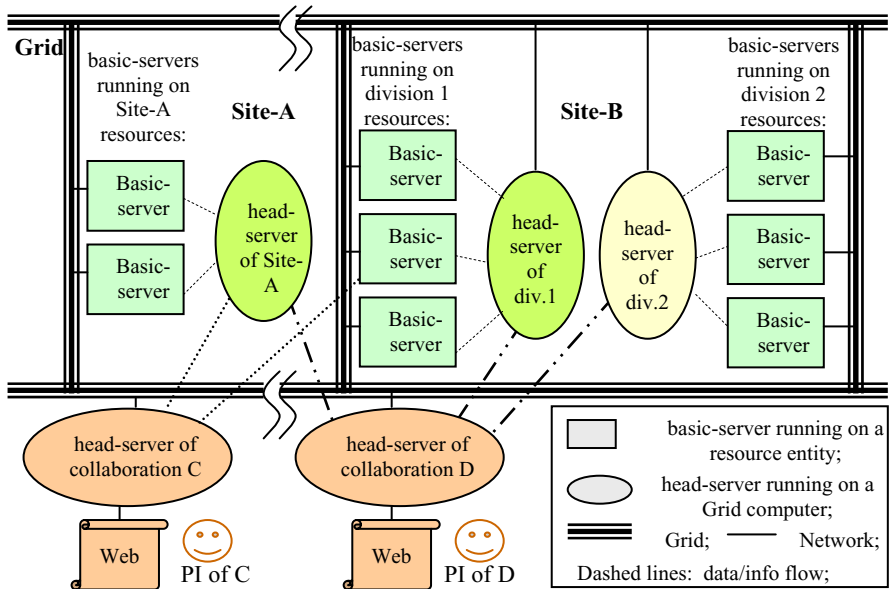 Grid
basic-servers
running on
Site-A
resources:
Site-A
basic-servers
running on
division 1
resources:
Site-B
basic-servers
running on
division 2
resources:
Basic-
server
Basic-
server
head-
server
of Site-
A
Basic-
server
Basic-
server
Basic-
server
head-
server
of
div.1
head-
server
of
div.2
Basic-
server
Basic-
server
Basic-
server
head-server of
collaboration C
head-server of
collaboration D
Web
PI of C
Web
PI of D
basic-server running on a
resource entity;
head-server running on a
Grid computer;
Grid;
Network;
Dashed lines: data/info flow;